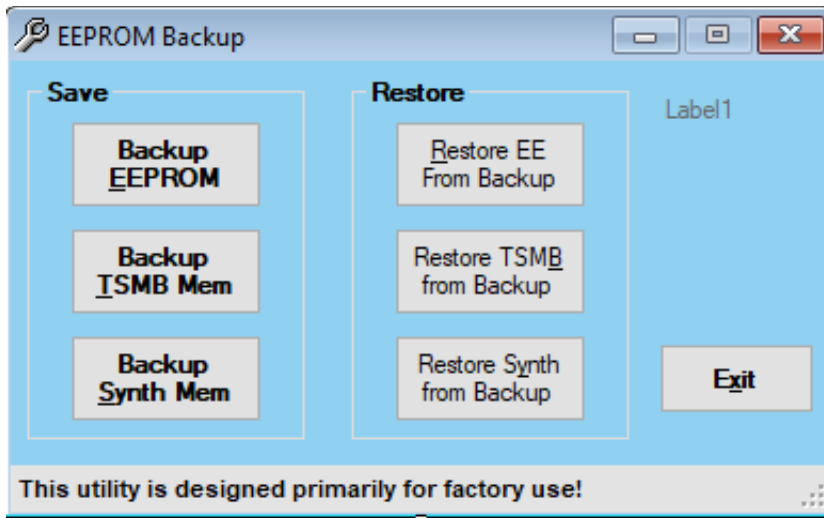 EEPROM Backup
Save
Backup
EEPROM
Backup
TSMB Mem
Backup
Synth Mem
Restore
Restore EE
From Backup
Restore TSMB
from Backup
Restore Synth
from Backup
Label1
Exit
This utility is designed primarily for factory use!